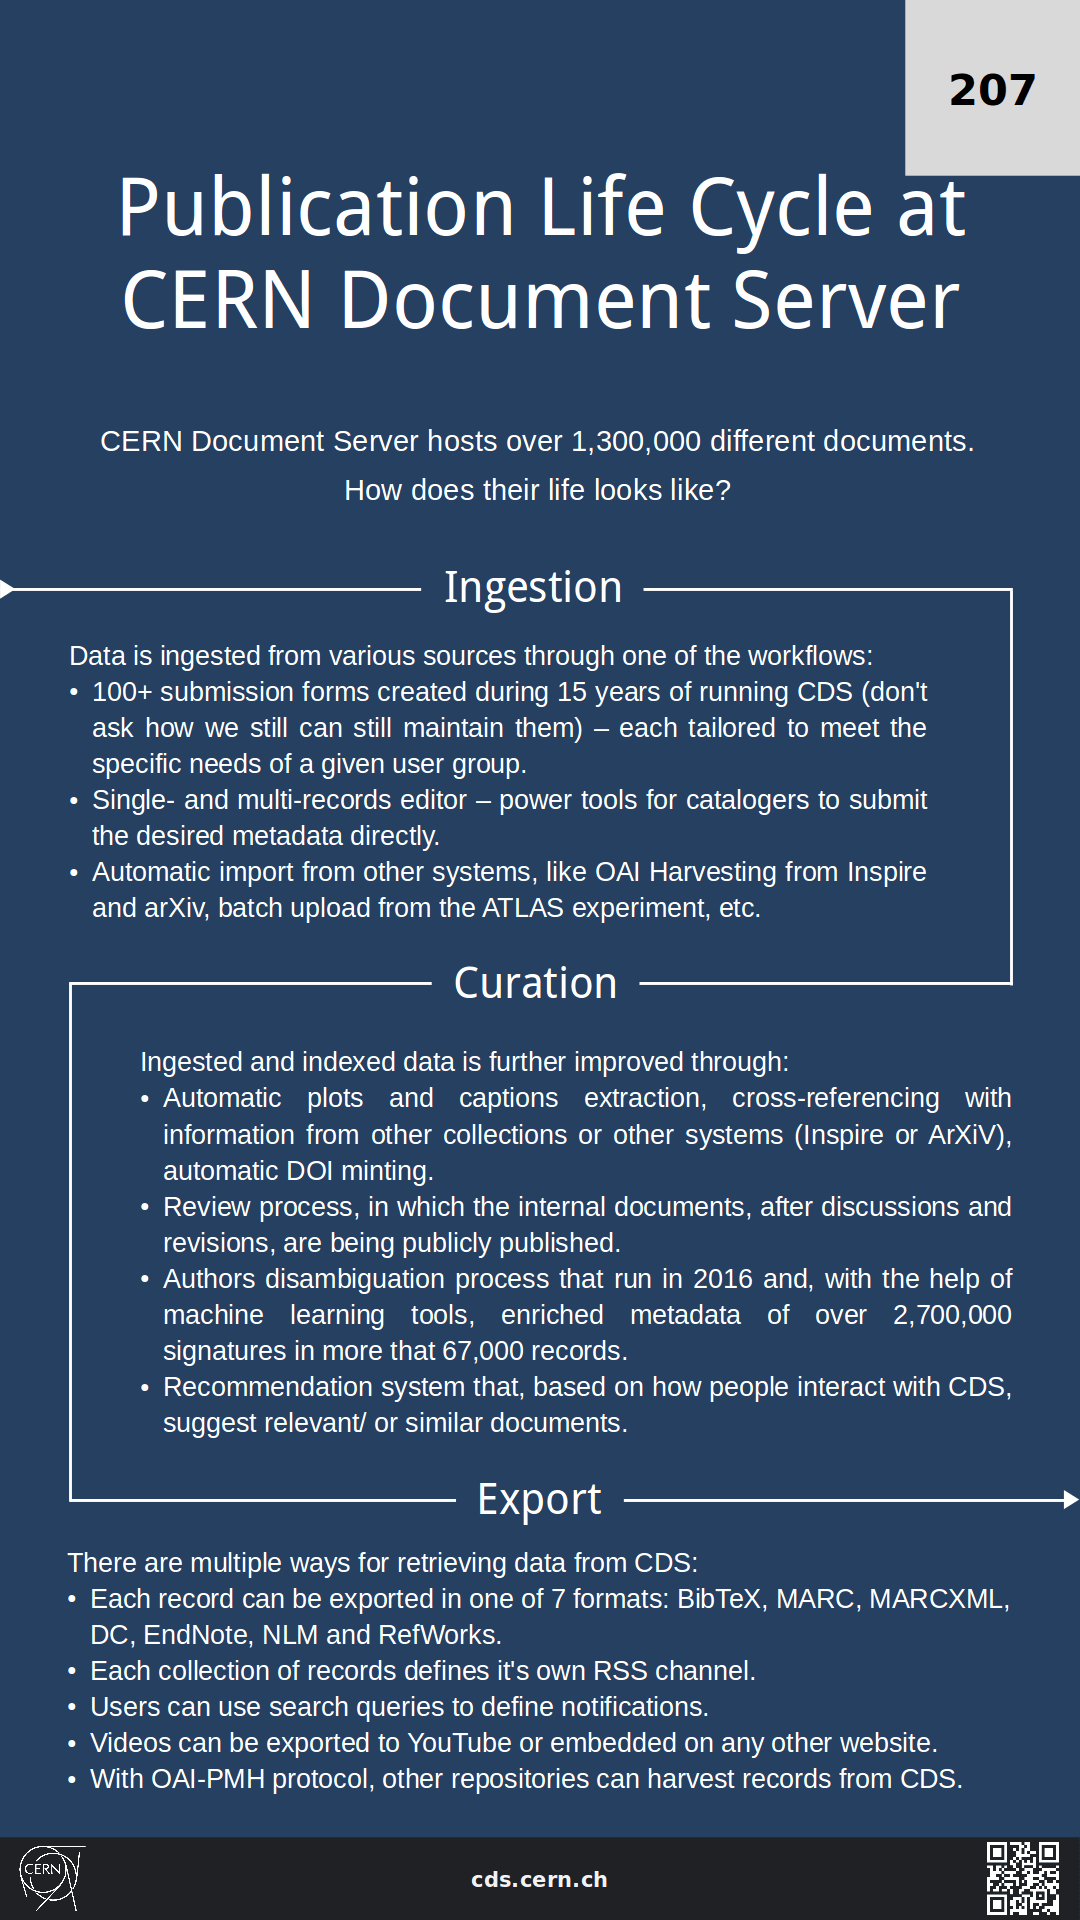 207
Publication Life Cycle at
CERN Document Server
CERN Document Server hosts over 1,300,000 different documents.
How does their life looks like?
Ingestion
Data is ingested from various sources through one of the workflows:
• 100+ submission forms created during 15 years of running CDS (don't
ask how we still can still maintain them) – each tailored to meet the
specific needs of a given user group.
• Single- and multi-records editor – power tools for catalogers to submit
the desired metadata directly.
• Automatic import from other systems, like OAI Harvesting from Inspire
and arXiv, batch upload from the ATLAS experiment, etc.
Curation
Ingested and indexed data is further improved through:
• Automatic plots and captions extraction, cross-referencing with
information from other collections or other systems (Inspire or ArXiV),
automatic DOI minting.
• Review process, in which the internal documents, after discussions and
revisions, are being publicly published.
• Authors disambiguation process that run in 2016 and, with the help of
machine learning tools, enriched metadata of over 2,700,000
signatures in more that 67,000 records.
• Recommendation system that, based on how people interact with CDS,
suggest relevant/ or similar documents.
Export
There are multiple ways for retrieving data from CDS:
• Each record can be exported in one of 7 formats: BibTeX, MARC, MARCXML,
DC, EndNote, NLM and RefWorks.
• Each collection of records defines it's own RSS channel.
• Users can use search queries to define notifications.
• Videos can be exported to YouTube or embedded on any other website.
• With OAI-PMH protocol, other repositories can harvest records from CDS.
CERN
cds.cern.ch